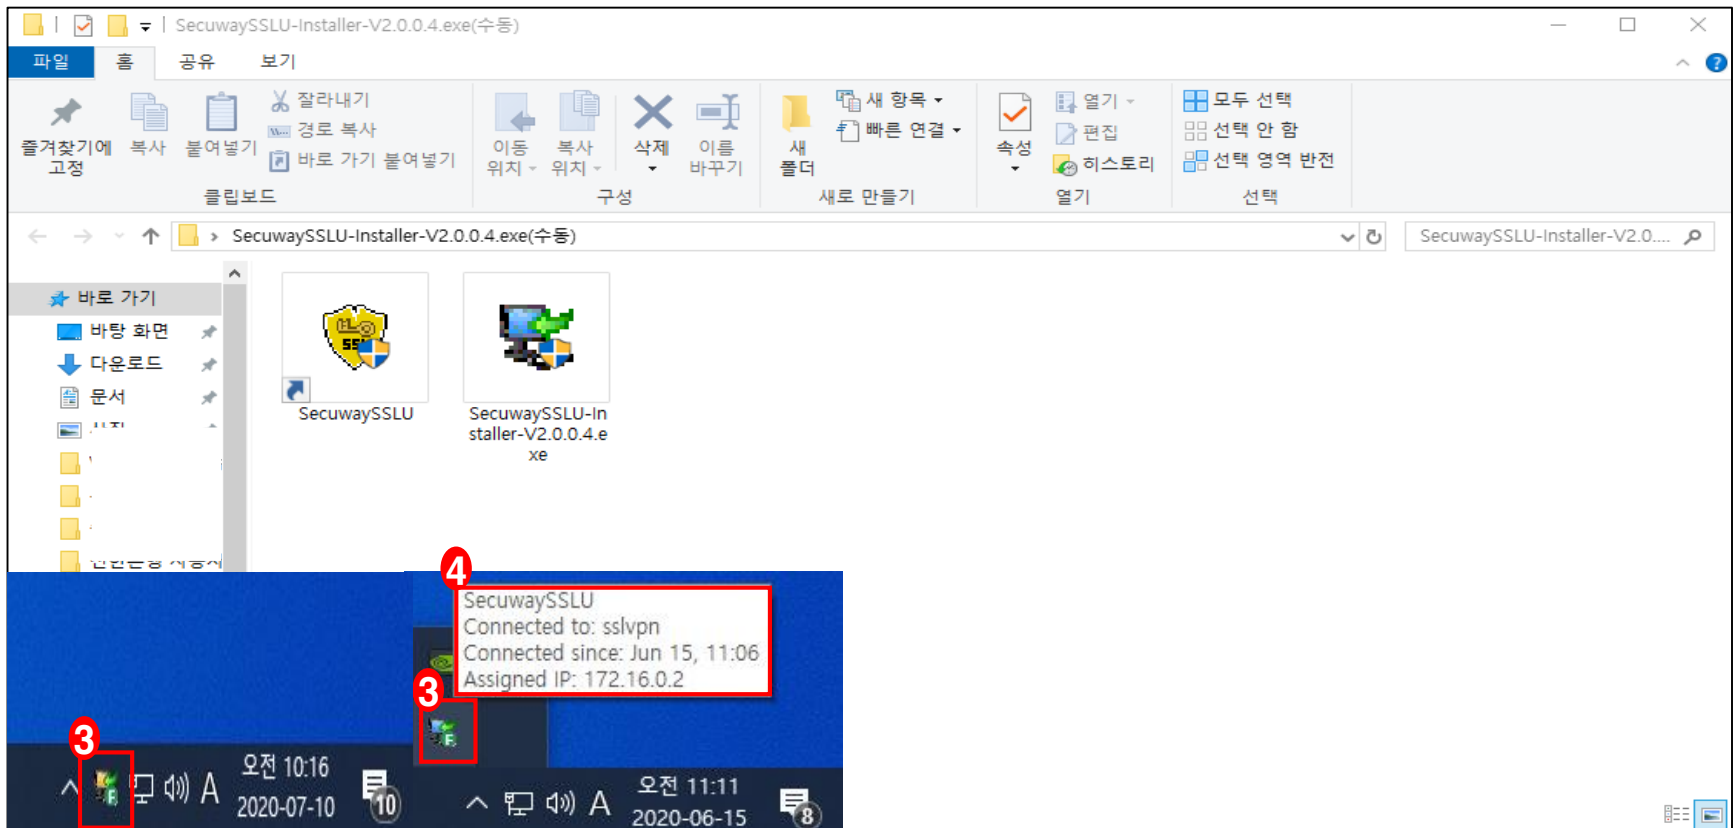 SecuwaySSLU-Installer-V2.0.0.4.exe(수동)
파일 홈 공유 보기
즐겨찾기에
고정
복사
붙여넣기
잘라내기
경로 복사
바로 가기 붙여넣기
클립보드
이동
위치
복사
위치
삭제
이름
바꾸기
구성
새
폴더
새 항목
빠른 연결
새로 만들기
속성
열기
편집
히스토리
열기
모두 선택
선택 안 함
선택 영역 반전
선택
SecuwaySSLU-Installer-V2.0.0.4.exe(수동)
SecuwaySSLU-Installer-V2.0....
바로 가기
바탕 화면
다운로드
문서
SecuwaySSLU
SecuwaySSLU-In
staller-V2.0.0.4.e
xe
4
SecuwaySSLU
Connected to: sslvpn
Connected since: Jun 15, 11:06
Assigned IP: 172.16.0.2
3
3
A
오전 10:16
2020-07-10
10
A
오전 11:11
2020-06-15
8